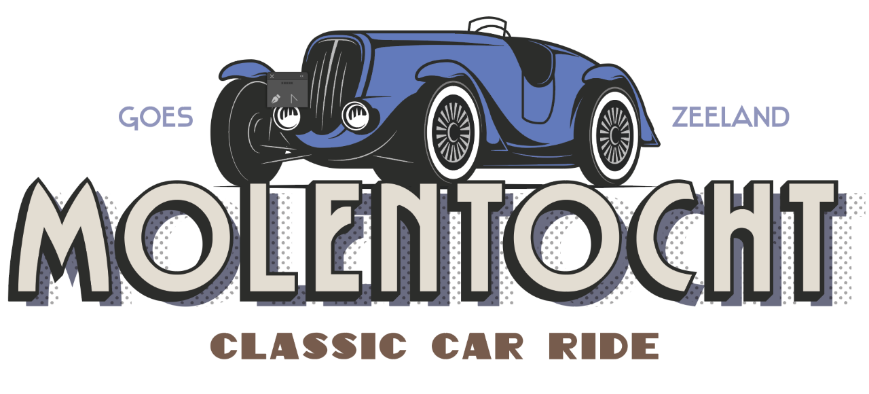 GOES ZEELAND
MOLENTOCHT
CLASSIC CAR RIDE